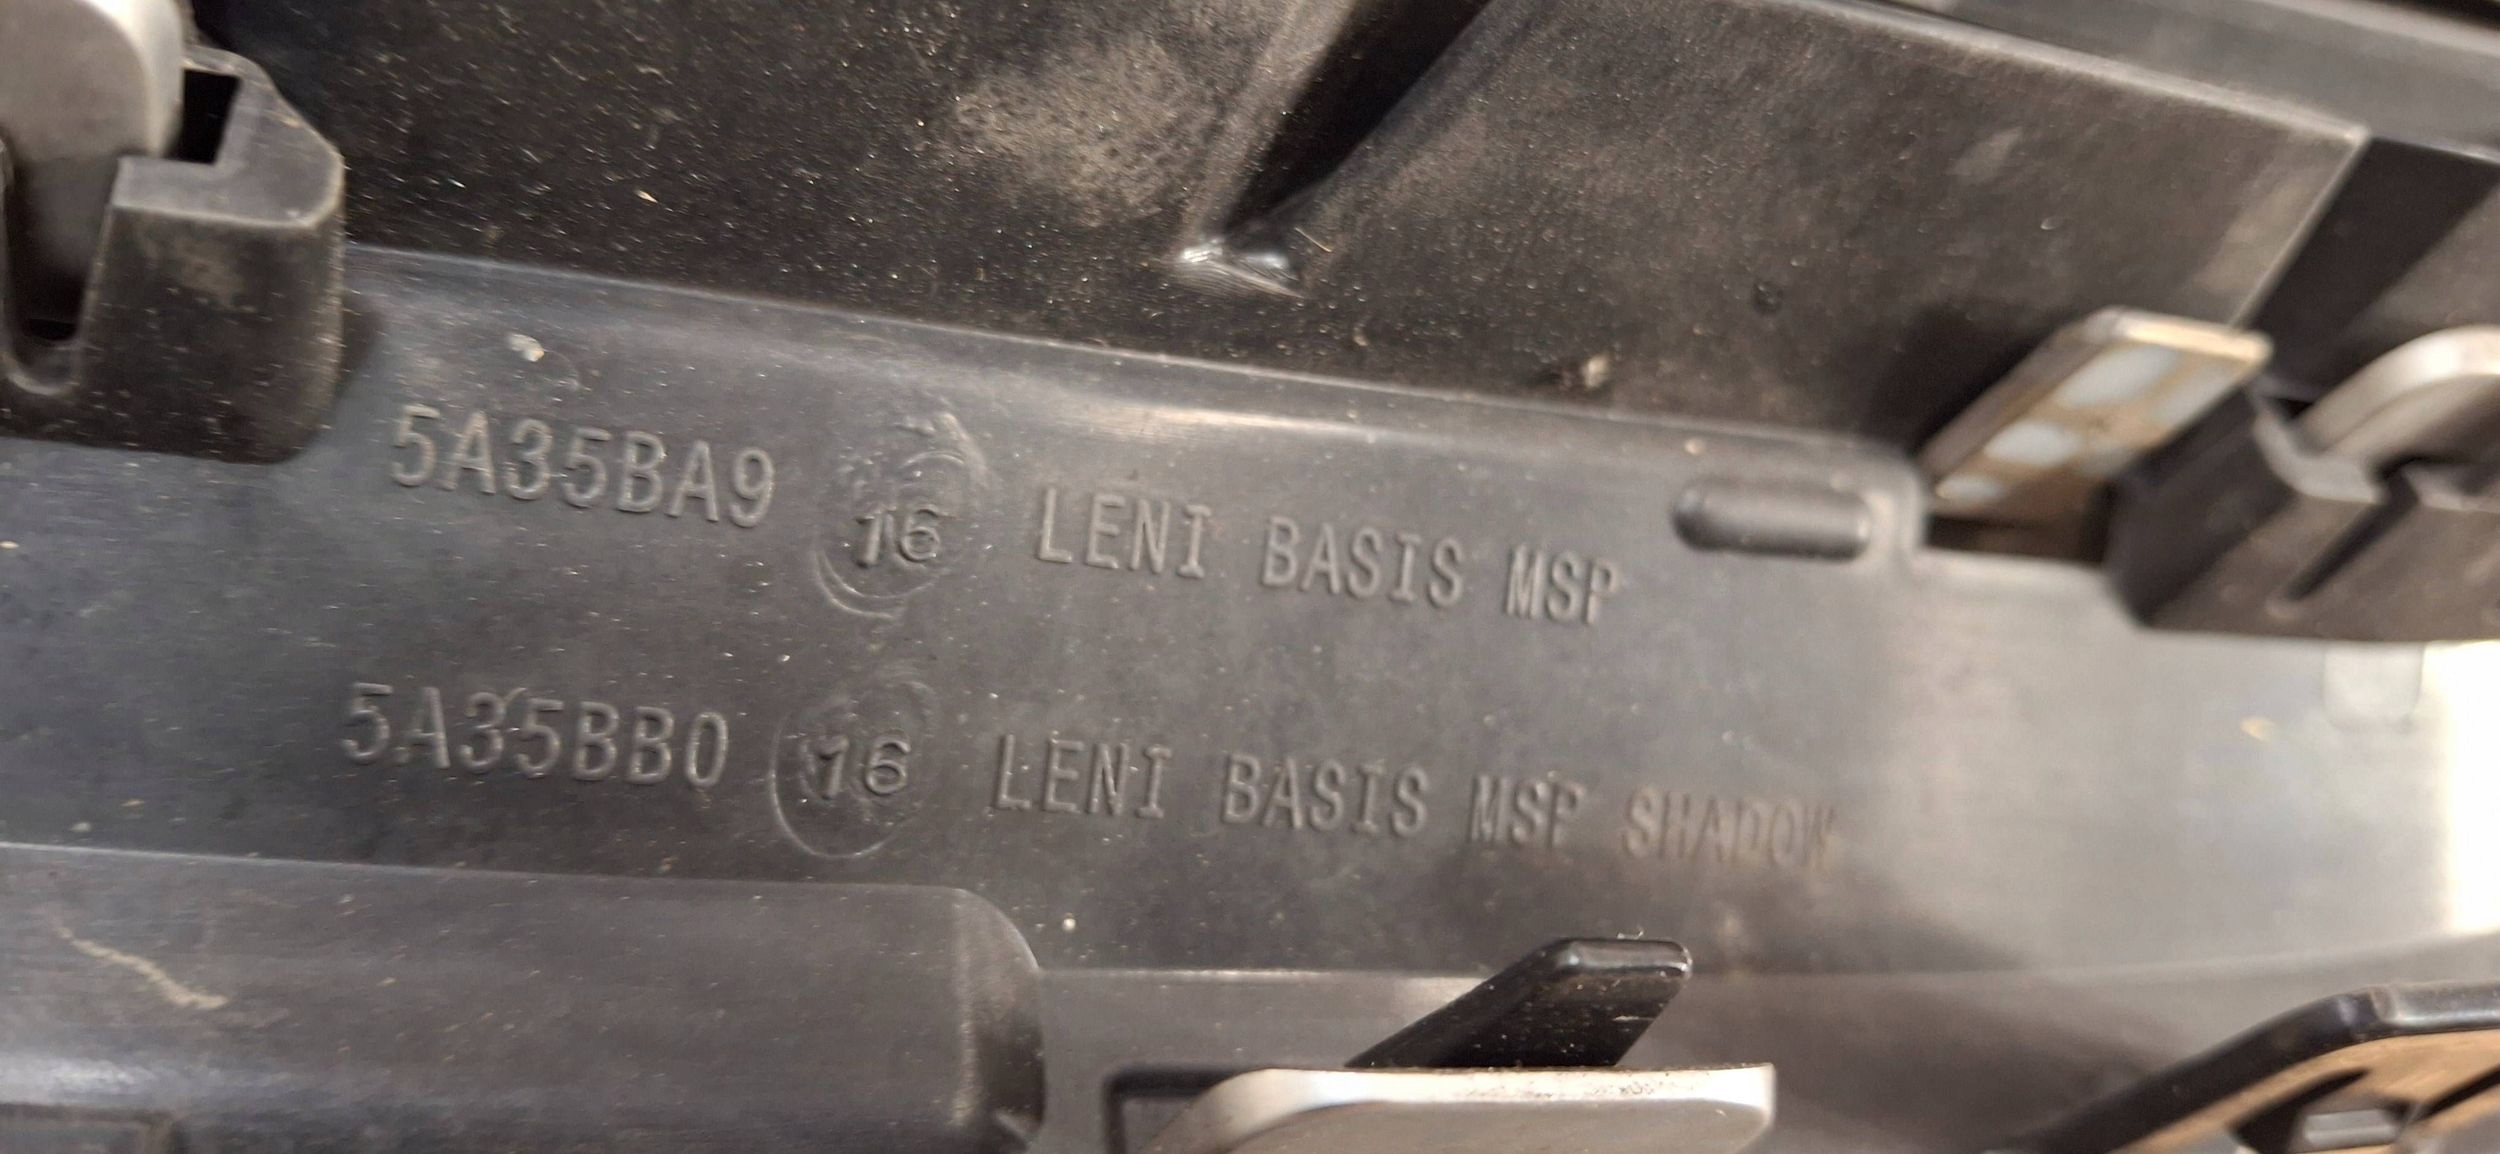 5A35BA9 16 LENI BASIS MSP
5A35BB0 16 LENI BASIS MSP SHADOW